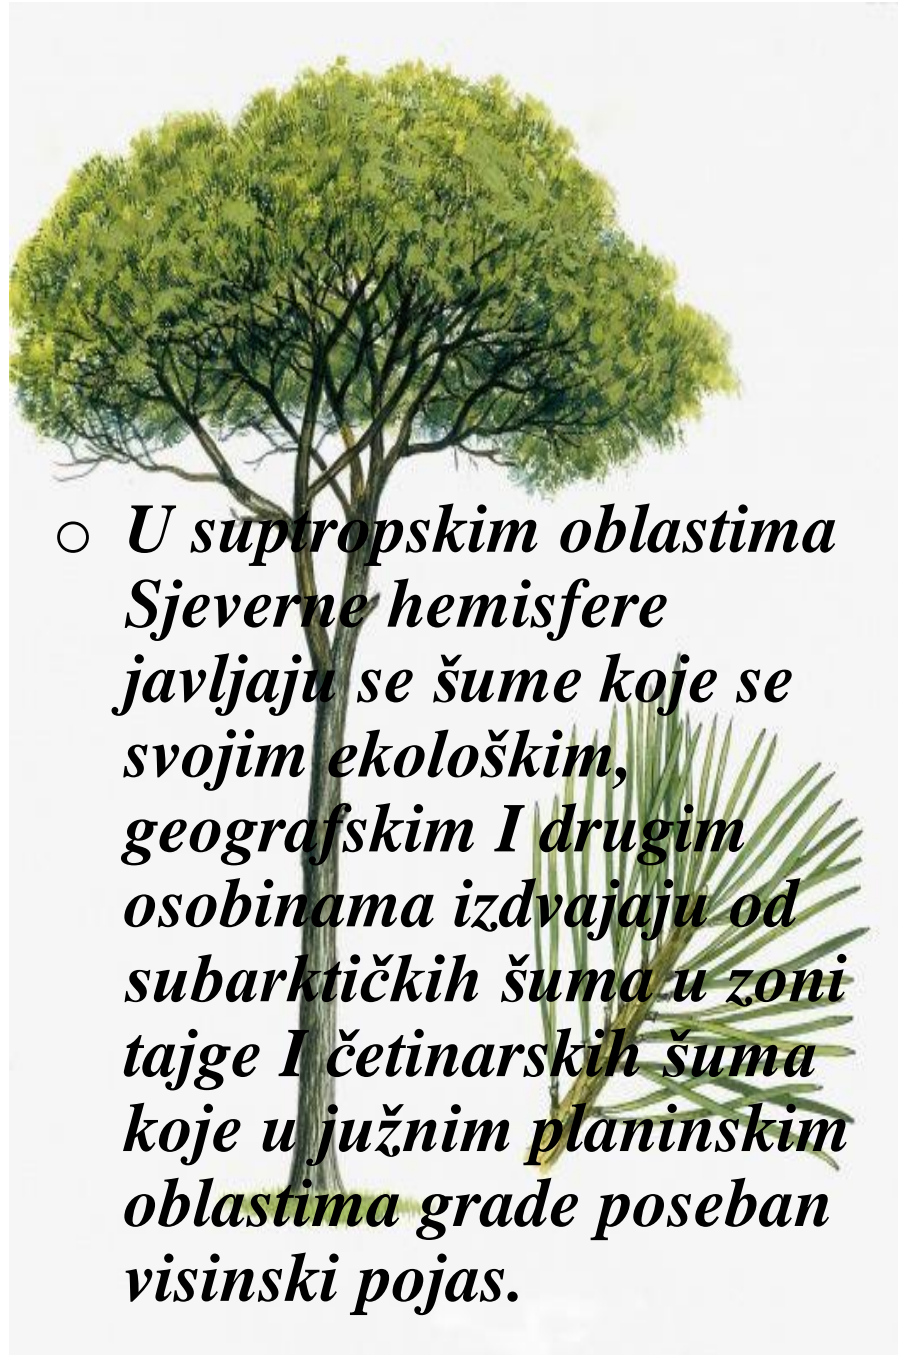 ○ U suptropskim oblastima
Sjeverne hemisfere
javljaju se šume koje se
svojim ekološkim,
geografskim I drugim
osobinama izdvajaju od
subarktičkih šuma u zoni
tajge I četinarskih šuma
koje u južnim planinskim
oblastima grade poseban
visinski pojas.